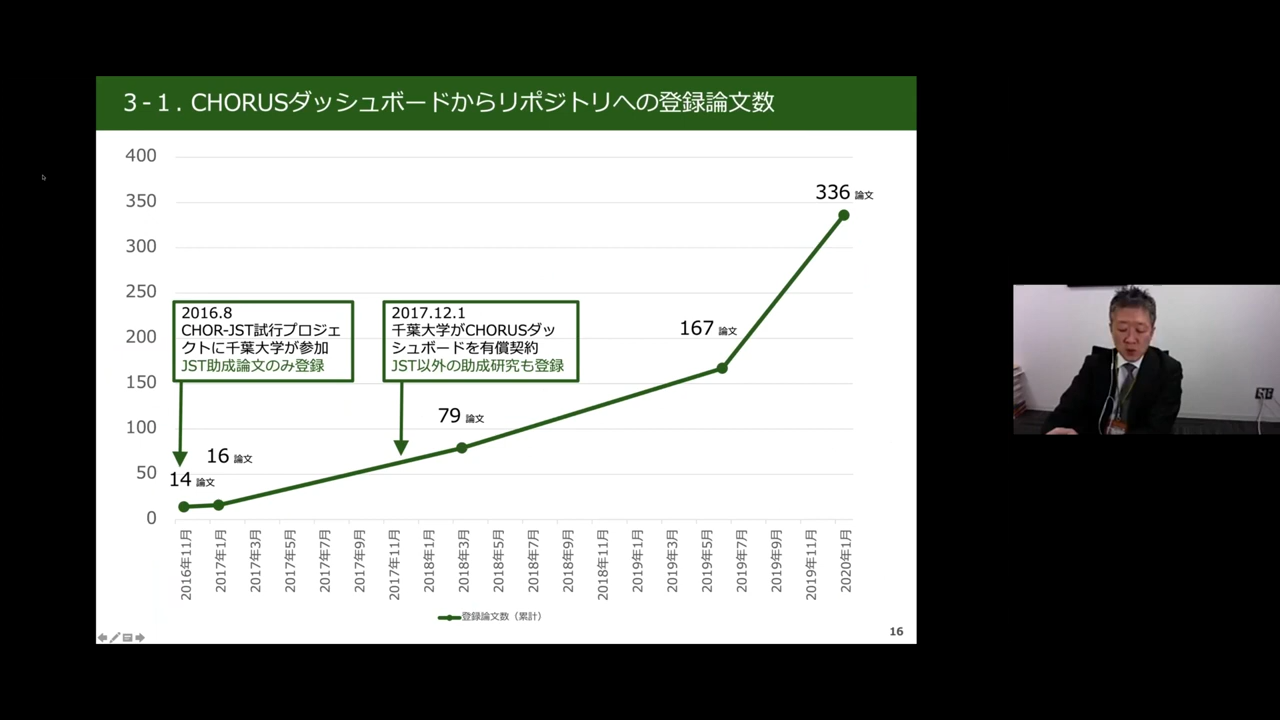 ３-１. CHORUSダッシュボードからリポジトリへの登録論文数
400
350
300
250
200
150
100
50
0
2016.8
CHOR-JST試行プロジェ
クトに千葉大学が参加
JST助成論文のみ登録
2017.12.1
千葉大学がCHORUSダッ
シュボードを有償契約
JST以外の助成研究も登録
14 論文
16 論文
79 論文
167 論文
336 論文
2016年11月
2017年1月
2017年3月
2017年5月
2017年7月
2017年9月
2017年11月
2018年1月
2018年3月
2018年5月
2018年7月
2018年9月
2018年11月
2019年1月
2019年3月
2019年5月
2019年7月
2019年9月
2019年11月
2020年1月
登録論文数（累計）
16